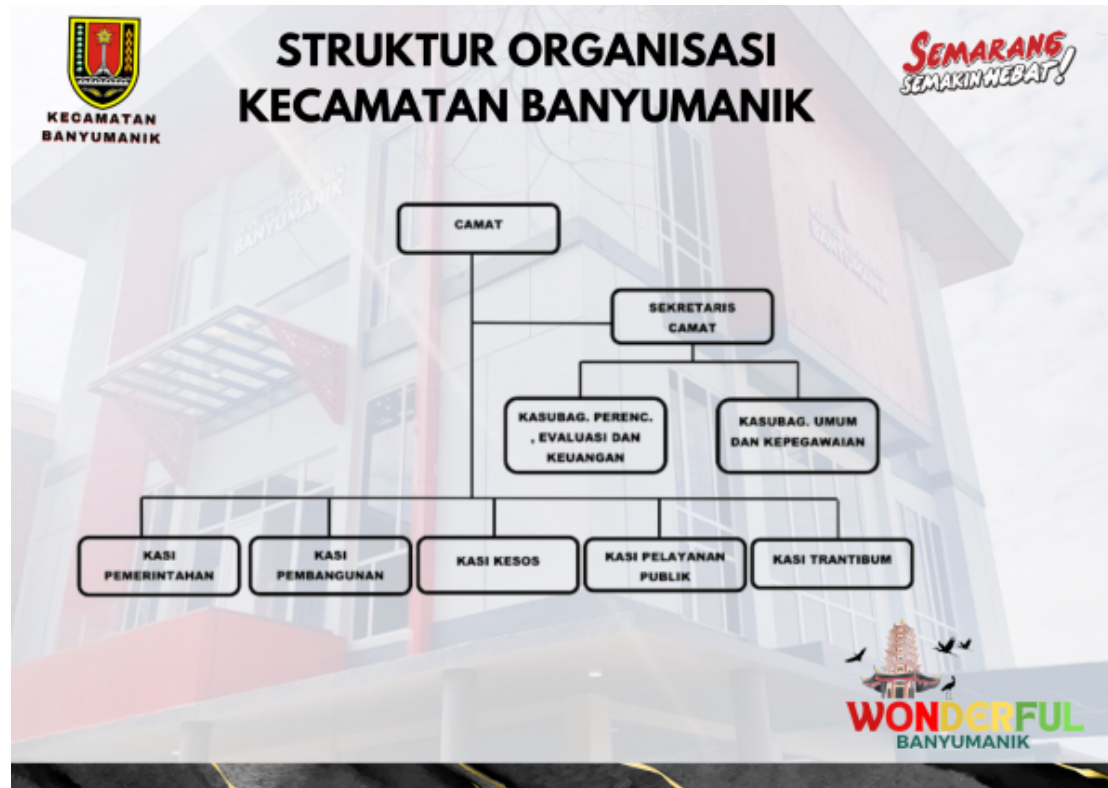 STRUKTUR ORGANISASI
KECAMATAN BANYUMANIK
KECAMATAN
BANYUMANIK
SEMARANG
SEMAKIN HEBAT!
BANYUMANIK
CAMAT
SEKRETARIS
CAMAT
KASUBAG. PERENC.
, EVALUASI DAN
KEUANGAN
KASUBAG. UMUM
DAN KEPEGAWAIAN
KASI
PEMERINTAHAN
KASI
PEMBANGUNAN
KASI KESOS
KASI PELAYANAN
PUBLIK
KASI TRANTIBUM
WONDERFUL
BANYUMANIK